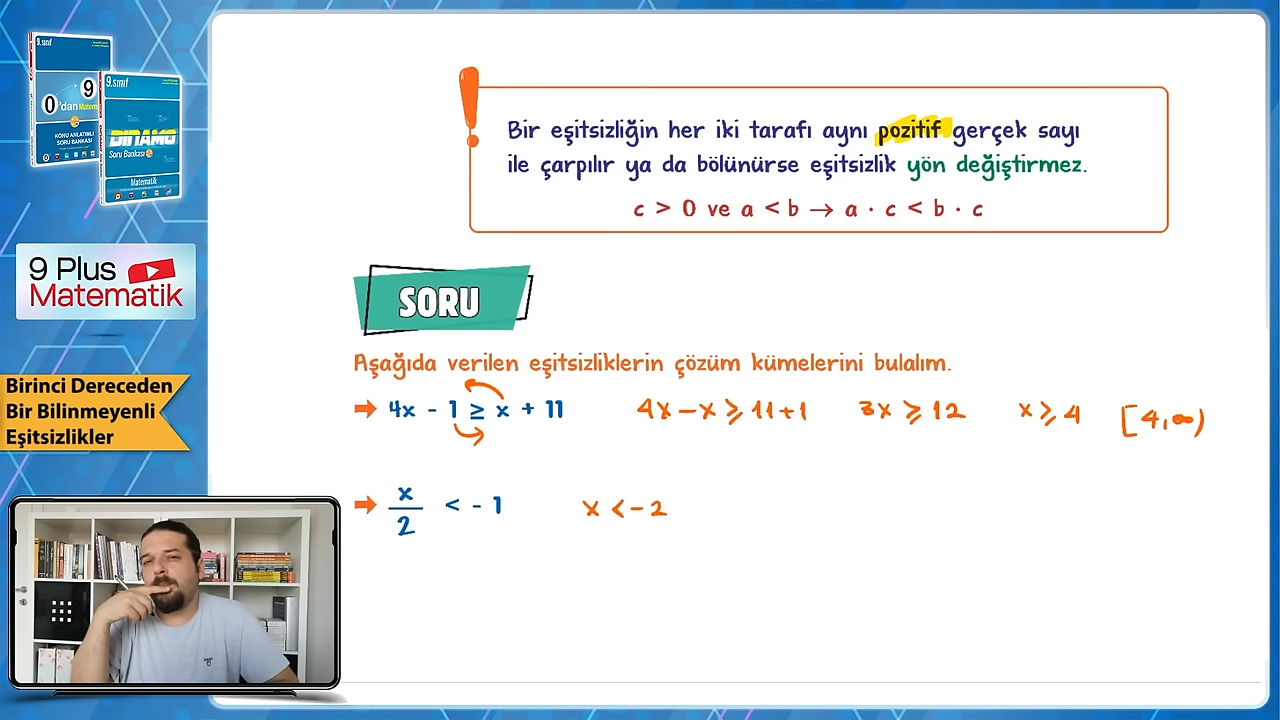 9.sınıf
0'dan 9 Matem
KONU ANLATIMLI
SORU BANKASI
9.sınıf
DİNAMO
Soru Bankası
Matematik
9 Plus
Matematik
Birinci Dereceden
Bir Bilinmeyenli
Eşitsizlikler
Bir eşitsizliğin her iki tarafı aynı pozitif gerçek sayı
ile çarpılır ya da bölünürse eşitsizlik yön değiştirmez.
c > 0 ve a < b → a · c < b · c
SORU
Aşağıda verilen eşitsizliklerin çözüm kümelerini bulalım.
→ 4x - 1 ≥ x + 11 4x - x ≥ 11 + 1 3x ≥ 12 x ≥ 4 [4, ∞)
→ x/2 < - 1 x < - 2